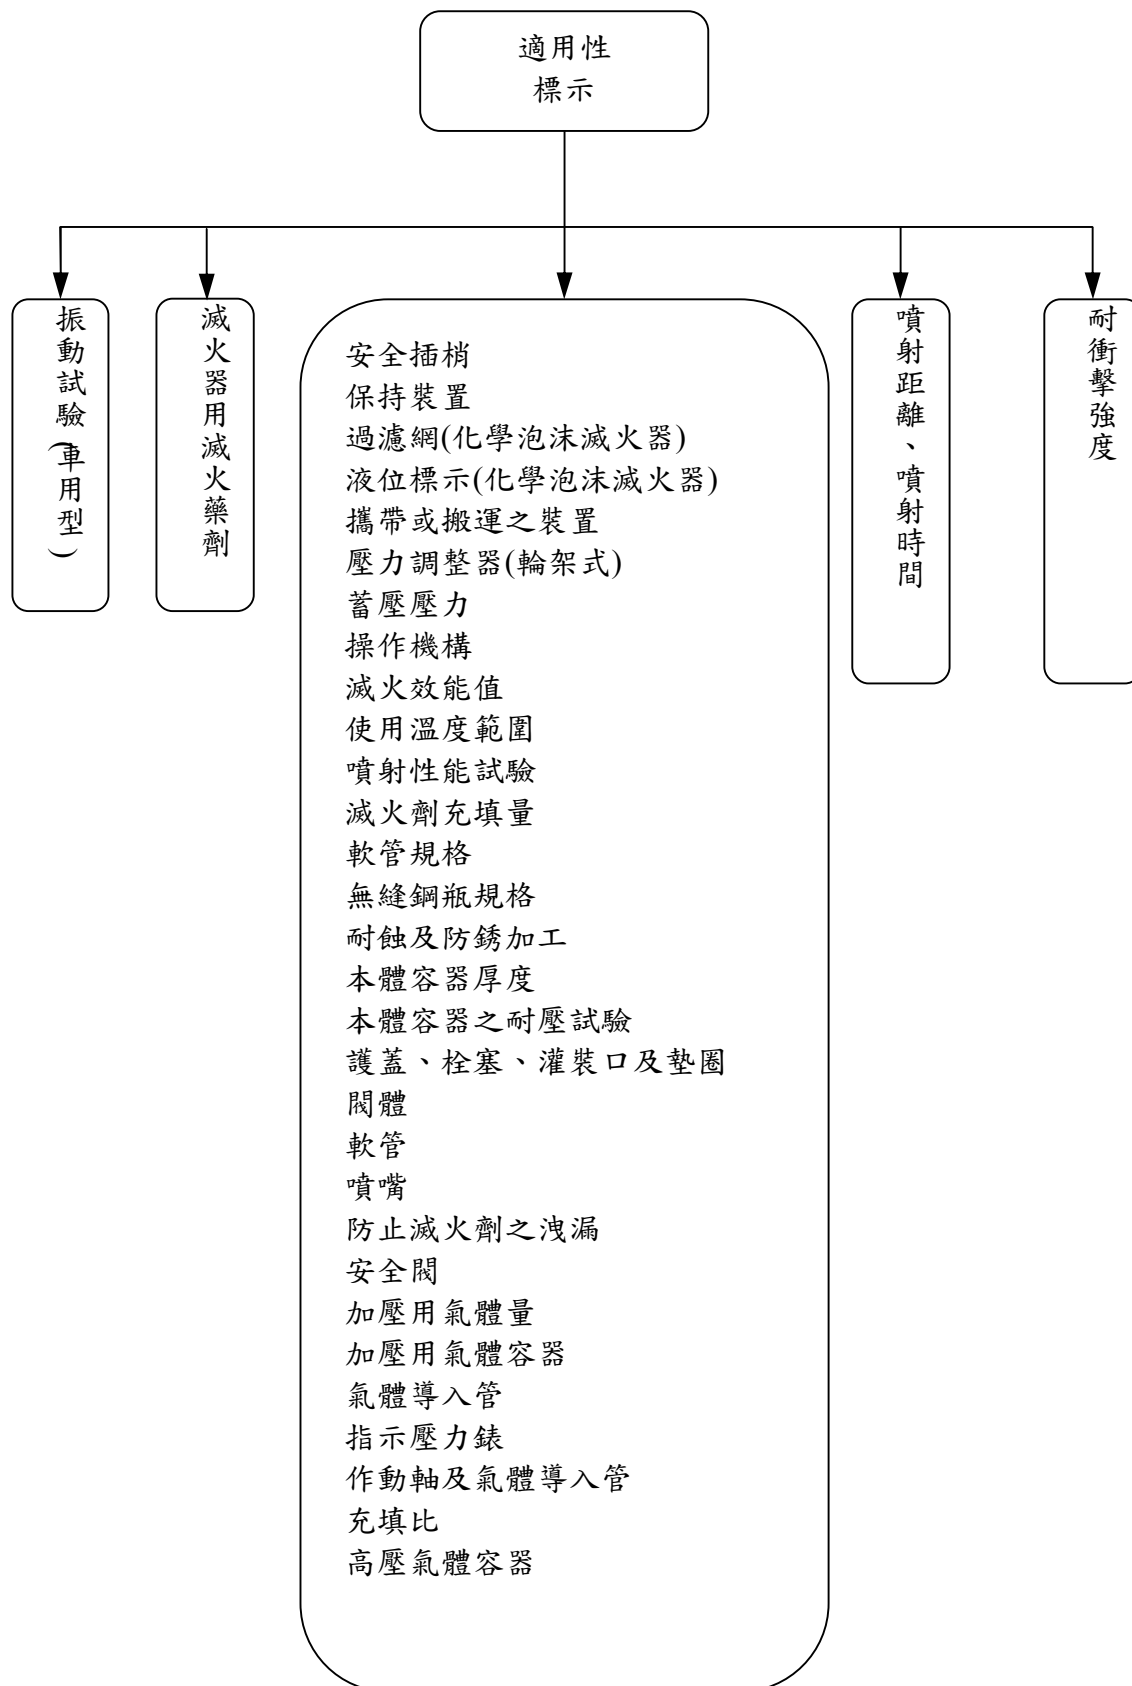 適用性
標示
振動試驗(車用型)
滅火器用滅火藥劑
安全插梢
保持裝置
過濾網(化學泡沫滅火器)
液位標示(化學泡沫滅火器)
攜帶或搬運之裝置
壓力調整器(輪架式)
蓄壓壓力
操作機構
滅火效能值
使用溫度範圍
噴射性能試驗
滅火劑充填量
軟管規格
無縫鋼瓶規格
耐蝕及防銹加工
本體容器厚度
本體容器之耐壓試驗
護蓋、栓塞、灌裝口及墊圈
閥體
軟管
噴嘴
防止滅火劑之洩漏
安全閥
加壓用氣體量
加壓用氣體容器
氣體導入管
指示壓力錶
作動軸及氣體導入管
充填比
高壓氣體容器
噴射距離、噴射時間
耐衝擊強度